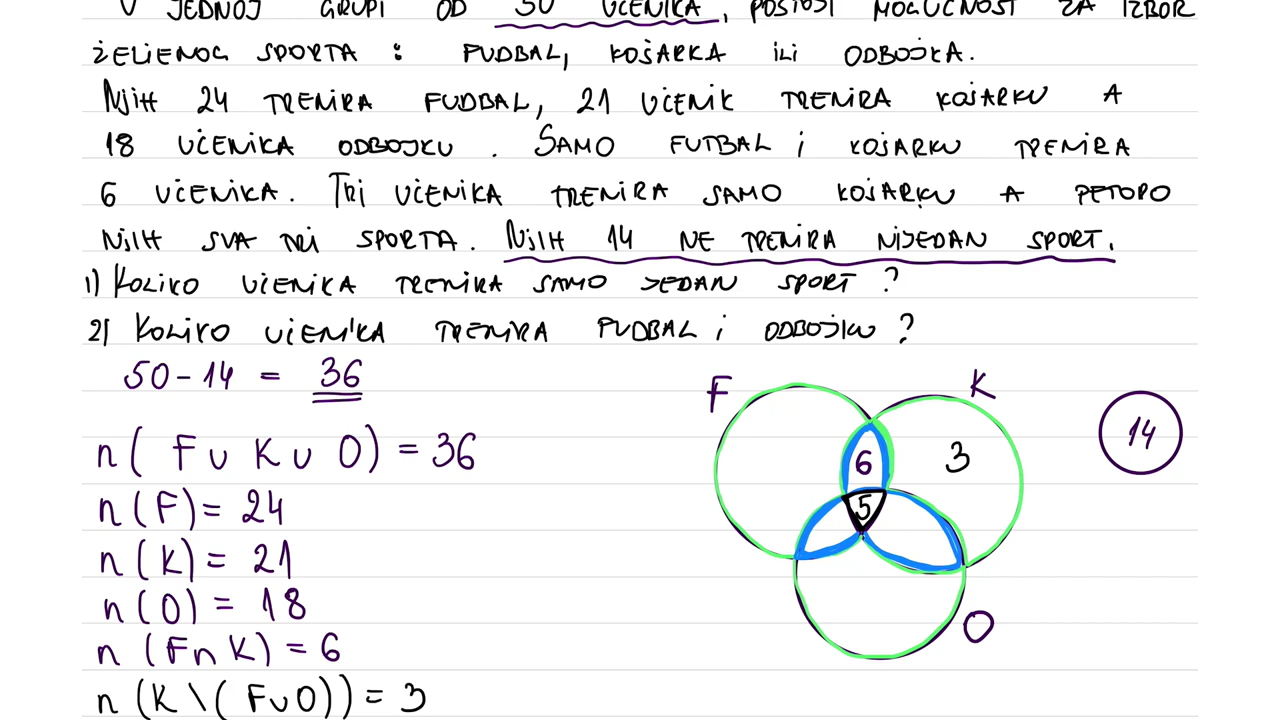 U JEDNOJ GRUPI OD 50 UČENIKA, POSTOJI MOGUĆNOST ZA IZBOR
ŽELJENOG SPORTA : FUDBAL, KOŠARKA ILI ODBOJKA.
NJIH 24 TRENIRA FUDBAL, 21 UČENIK TRENIRA KOŠARKU A
18 UČENIKA ODBOJKU. SAMO FUTBAL i KOŠARKU TRENIRA
6 UČENIKA. TRI UČENIKA TRENIRA SAMO KOŠARKU A PETORO
NJIH SVA TRI SPORTA. NJIH 14 NE TRENIRA NIJEDAN SPORT.
1) KOLIKO UČENIKA TRENIRA SAMO JEDAN SPORT?
2) KOLIKO UČENIKA TRENIRA FUDBAL i ODBOJKU?
50-14 = 36
F K 14
6 3
5
O
n( F∪ K∪ O) = 36
n (F) = 24
n (K) = 21
n (O) = 18
n (F∩ K) = 6
n (K \ ( F∪O)) = 3